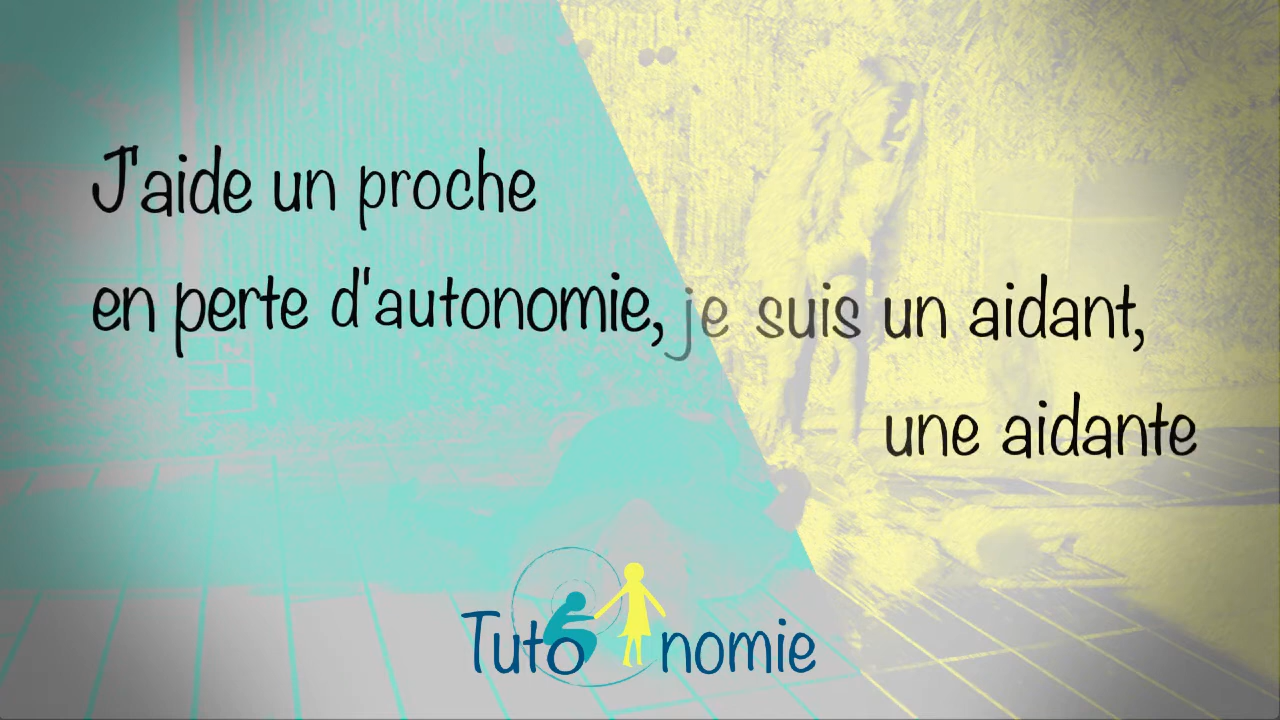 J'aide un proche
en perte d'autonomie, je suis un aidant,
une aidante
Tuto nomie